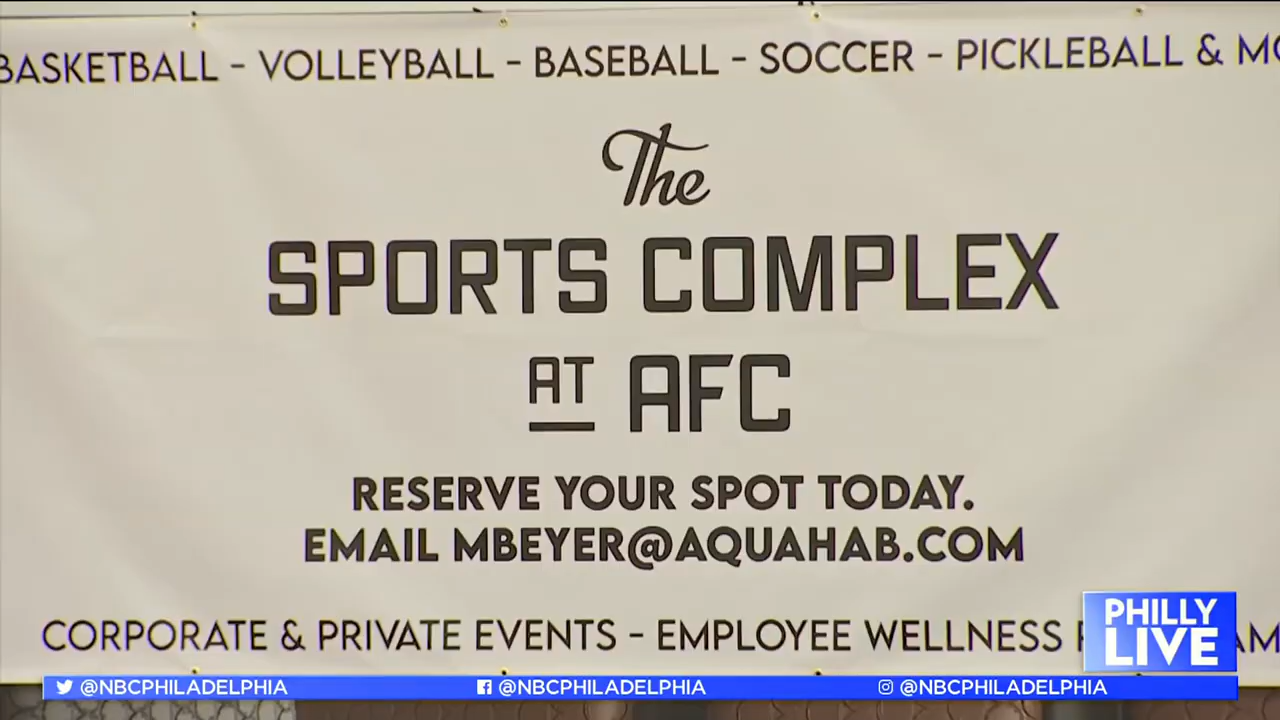 BASKETBALL - VOLLEYBALL - BASEBALL - SOCCER - PICKLEBALL & MO
The
SPORTS COMPLEX
AT AFC
RESERVE YOUR SPOT TODAY.
EMAIL MBEYER@AQUAHAB.COM
CORPORATE & PRIVATE EVENTS - EMPLOYEE WELLNESS
PHILLY
LIVE
@NBCPHILADELPHIA @NBCPHILADELPHIA @NBCPHILADELPHIA